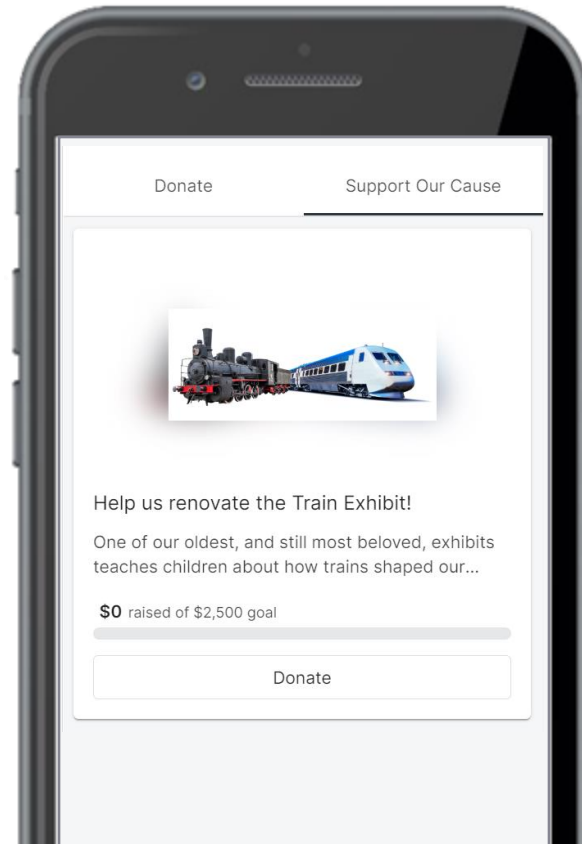 Donate
Support Our Cause
Help us renovate the Train Exhibit!
One of our oldest, and still most beloved, exhibits
teaches children about how trains shaped our...
$0 raised of $2,500 goal
Donate